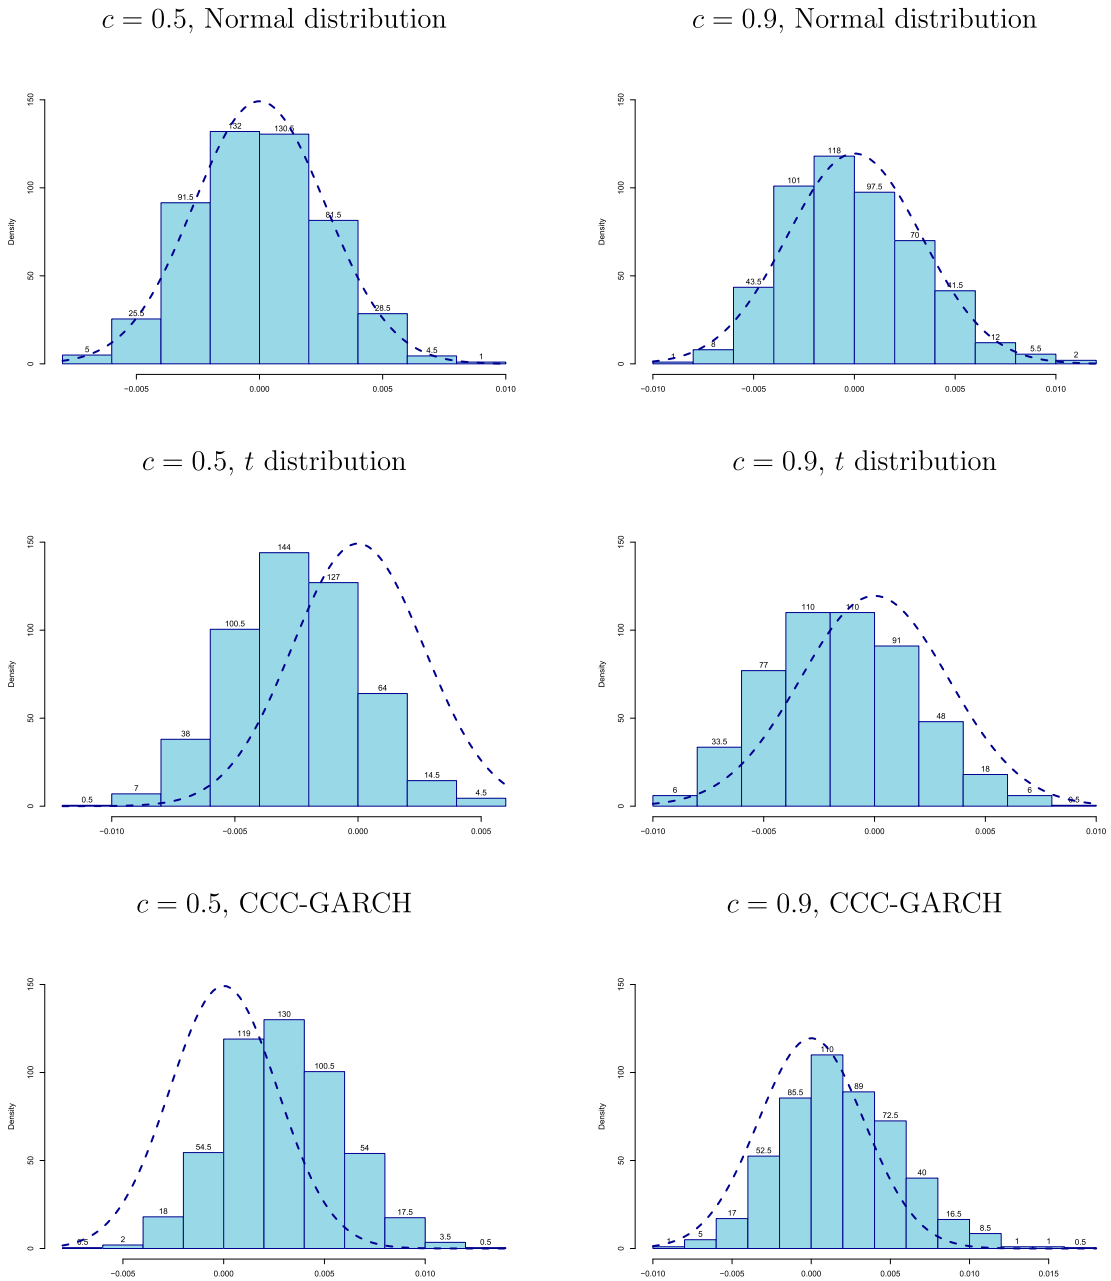 c = 0.5, Normal distribution
c = 0.9, Normal distribution
Density
0 50 100 150
5 25.5 91.5 132 130.5 81.5 28.5 4.5 1
−0.005 0.000 0.005 0.010
Density
0 50 100 150
1 8 43.5 101 118 97.5 70 41.5 12 5.5 2
−0.010 −0.005 0.000 0.005 0.010
c = 0.5, t distribution
c = 0.9, t distribution
Density
0 50 100 150
0.5 7 38 100.5 144 127 64 14.5 4.5
−0.010 −0.005 0.000 0.005
Density
0 50 100 150
6 33.5 77 110 110 91 48 18 6 0.5
−0.010 −0.005 0.000 0.005 0.010
c = 0.5, CCC-GARCH
c = 0.9, CCC-GARCH
Density
0 50 100 150
0.5 2 18 54.5 119 130 100.5 54 17.5 3.5 0.5
−0.005 0.000 0.005 0.010
Density
0 50 100 150
1 5 17 52.5 85.5 110 89 72.5 40 16.5 8.5 1 1 0.5
−0.010 −0.005 0.000 0.005 0.010 0.015